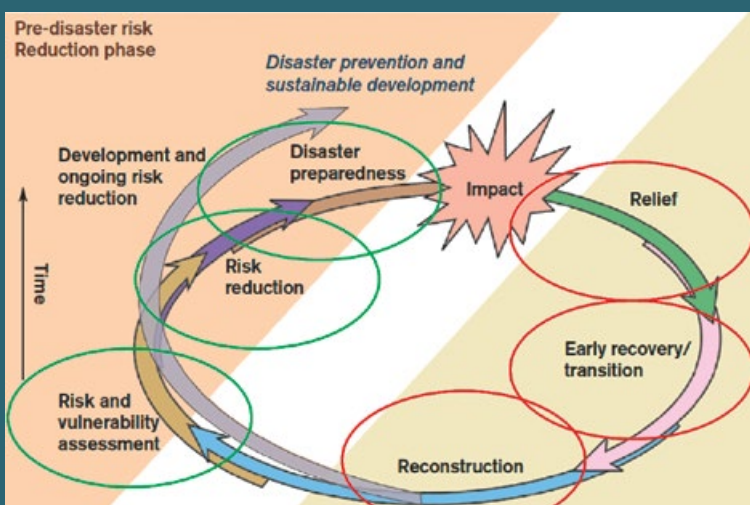 Pre-disaster risk
Reduction phase
Disaster prevention and
sustainable development
Development and
ongoing risk
reduction
Disaster
preparedness
Impact
Relief
Time
Risk
reduction
Early recovery/
transition
Risk and
vulnerability
assessment
Reconstruction